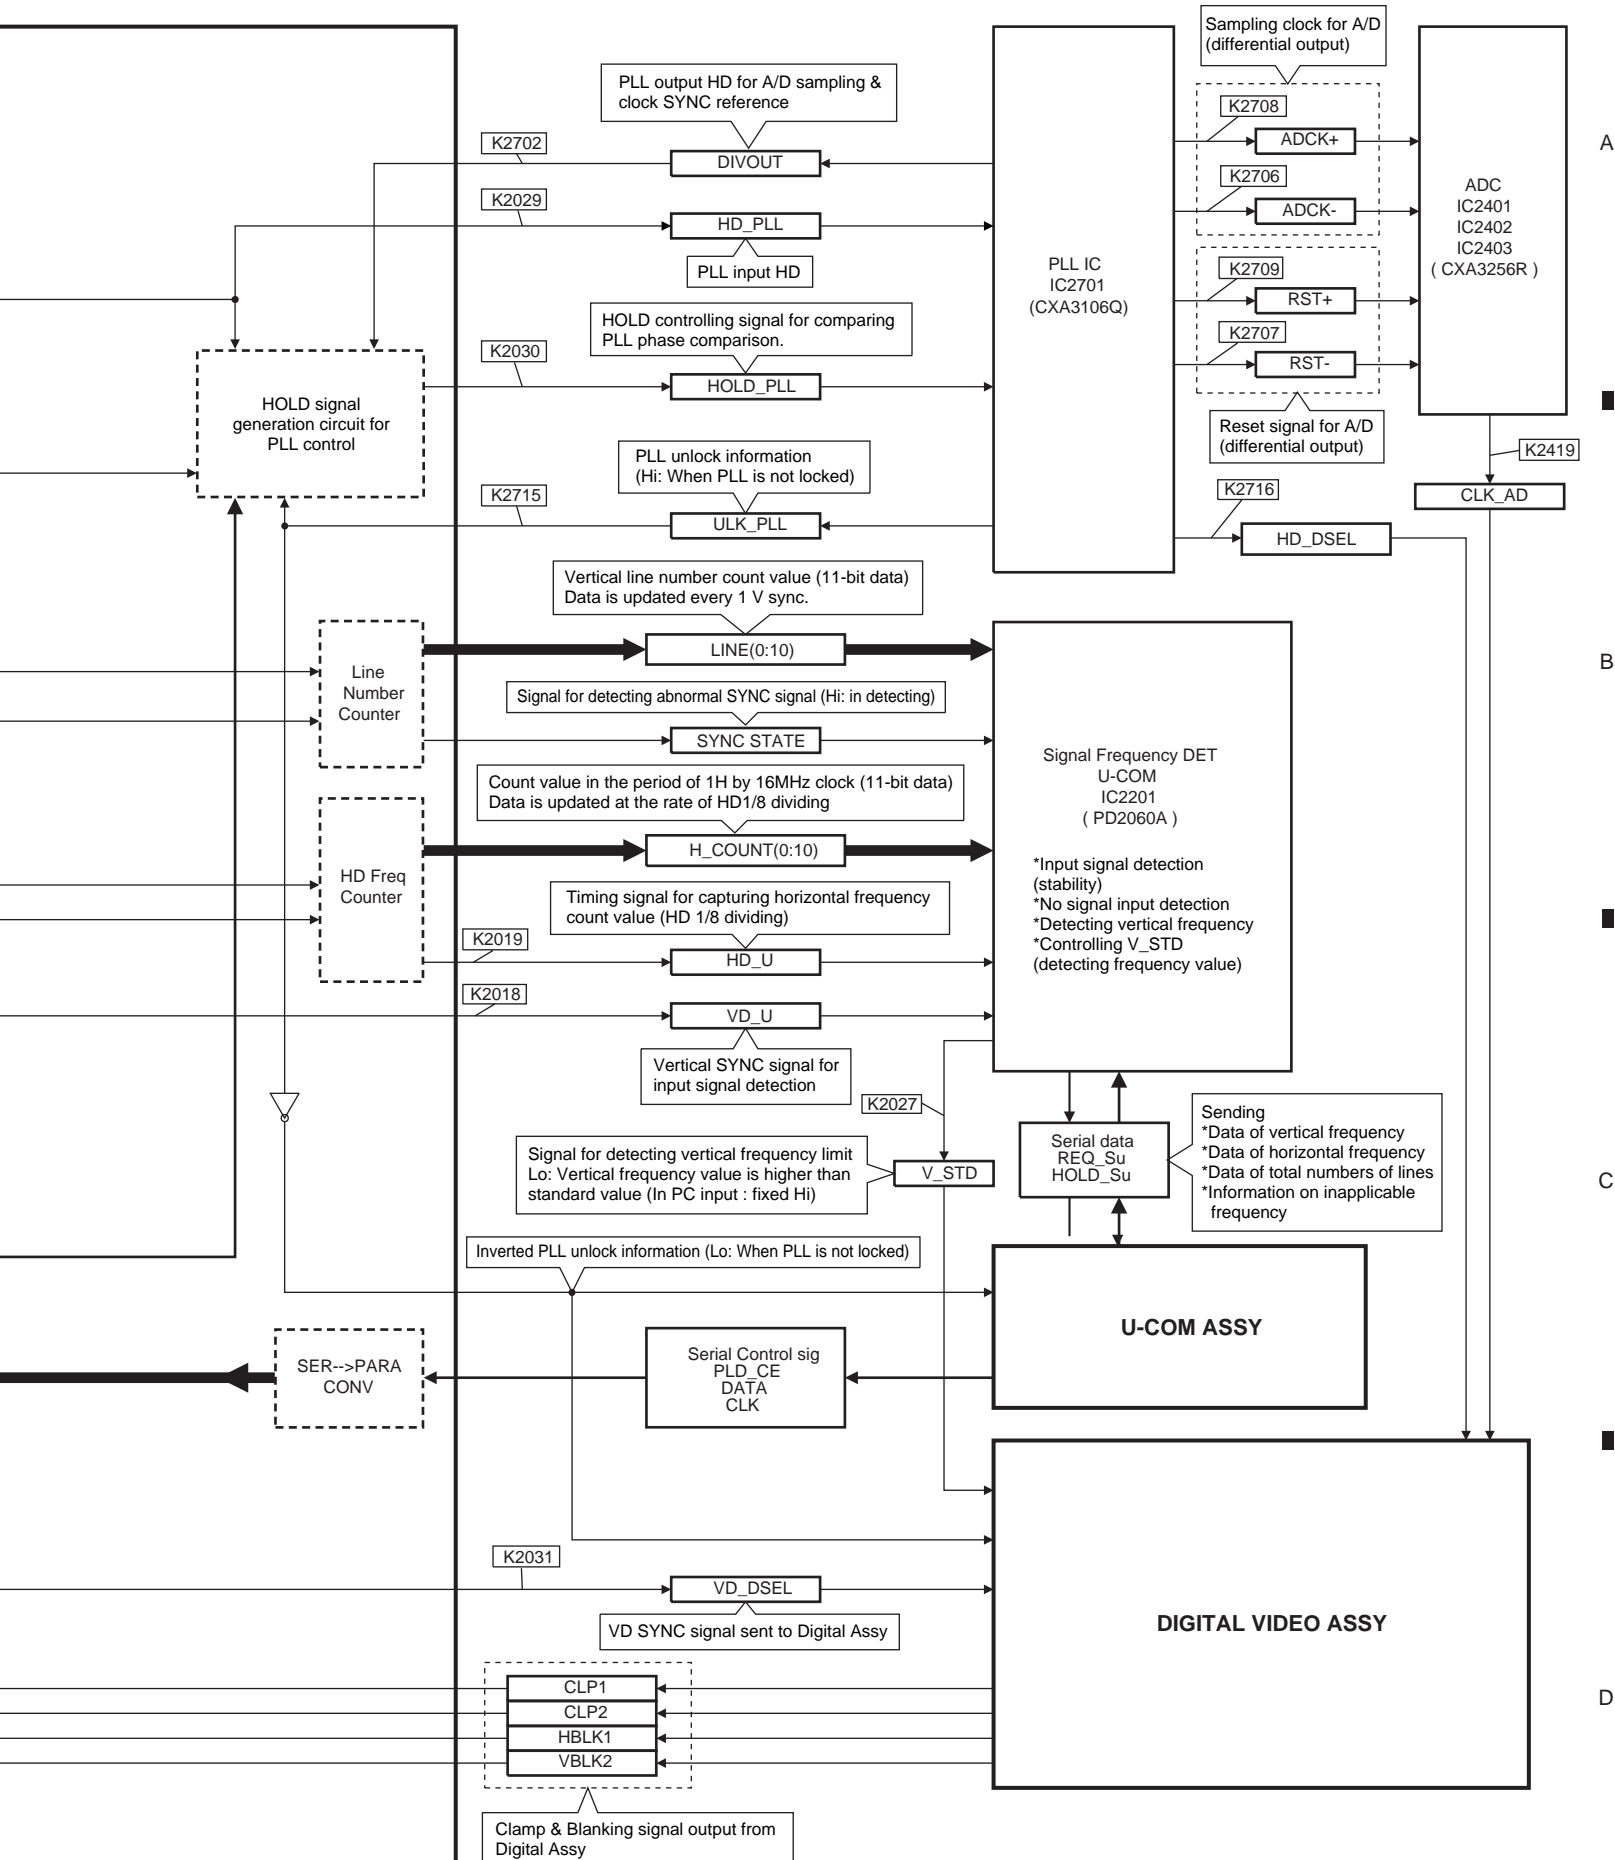 Sampling clock for A/D
(differential output)
PLL output HD for A/D sampling &
clock SYNC reference
K2702
DIVOUT
K2708
ADCK+
A
K2706
ADCK-
K2029
HD_PLL
PLL input HD
PLL IC
IC2701
(CXA3106Q)
ADC
IC2401
IC2402
IC2403
( CXA3256R )
K2709
RST+
K2707
RST-
HOLD controlling signal for comparing
PLL phase comparison.
K2030
HOLD_PLL
HOLD signal
generation circuit for
PLL control
Reset signal for A/D
(differential output)
K2419
CLK_AD
PLL unlock information
(Hi: When PLL is not locked)
K2715
ULK_PLL
K2716
HD_DSEL
Vertical line number count value (11-bit data)
Data is updated every 1 V sync.
LINE(0:10)
B
Line
Number
Counter
Signal for detecting abnormal SYNC signal (Hi: in detecting)
SYNC STATE
Signal Frequency DET
U-COM
IC2201
( PD2060A )
*Input signal detection
(stability)
*No signal input detection
*Detecting vertical frequency
*Controlling V_STD
(detecting frequency value)
Count value in the period of 1H by 16MHz clock (11-bit data)
Data is updated at the rate of HD1/8 dividing
H_COUNT(0:10)
HD Freq
Counter
Timing signal for capturing horizontal frequency
count value (HD 1/8 dividing)
K2019
HD_U
K2018
VD_U
Vertical SYNC signal for
input signal detection
K2027
Signal for detecting vertical frequency limit
Lo: Vertical frequency value is higher than
standard value (In PC input : fixed Hi)
V_STD
Serial data
REQ_Su
HOLD_Su
Sending
*Data of vertical frequency
*Data of horizontal frequency
*Data of total numbers of lines
*Information on inapplicable
frequency
C
Inverted PLL unlock information (Lo: When PLL is not locked)
U-COM ASSY
SER-->PARA
CONV
Serial Control sig
PLD_CE
DATA
CLK
K2031
VD_DSEL
VD SYNC signal sent to Digital Assy
DIGITAL VIDEO ASSY
CLP1
CLP2
HBLK1
VBLK2
D
Clamp & Blanking signal output from
Digital Assy